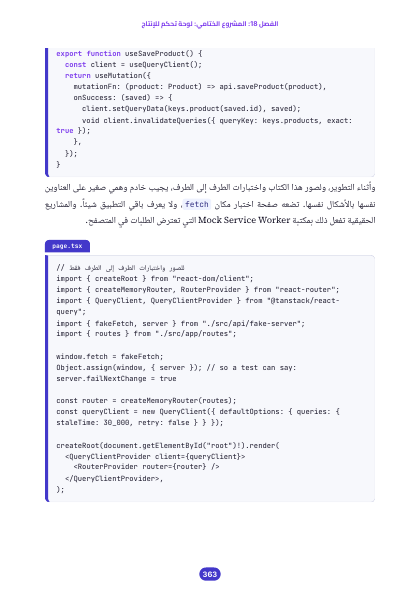 الفصل 18: المشروع الختامي: لوحة تحكم للإنتاج
export function useSaveProduct() {
  const client = useQueryClient();
  return useMutation({
    mutationFn: (product: Product) => api.saveProduct(product),
    onSuccess: (saved) => {
      client.setQueryData(keys.product(saved.id), saved);
      void client.invalidateQueries({ queryKey: keys.products, exact:
true });
    },
  });
}
وأثناء التطوير، ولصور هذا الكتاب واختبارات الطرف إلى الطرف، يجيب خادم وهمي صغير على العناوين
نفسها بالأشكال نفسها. تضعه صفحة اختبار مكان fetch، ولا يعرف باقي التطبيق شيئاً. والمشاريع
الحقيقية تفعل ذلك بمكتبة Mock Service Worker التي تعترض الطلبات في المتصفح.
page.tsx
// للصور واختبارات الطرف إلى الطرف فقط
import { createRoot } from "react-dom/client";
import { createMemoryRouter, RouterProvider } from "react-router";
import { QueryClient, QueryClientProvider } from "@tanstack/react-
query";
import { fakeFetch, server } from "./src/api/fake-server";
import { routes } from "./src/app/routes";
window.fetch = fakeFetch;
Object.assign(window, { server }); // so a test can say:
server.failNextChange = true
const router = createMemoryRouter(routes);
const queryClient = new QueryClient({ defaultOptions: { queries: {
staleTime: 30_000, retry: false } } });
createRoot(document.getElementById("root")!).render(
  <QueryClientProvider client={queryClient}>
    <RouterProvider router={router} />
  </QueryClientProvider>,
);
363